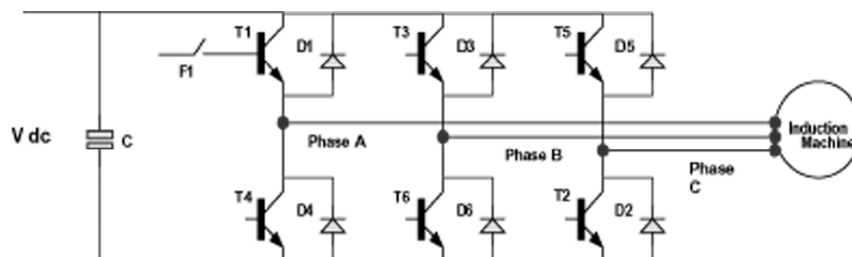 T1
D1
T3
D3
T5
D5
F1
V dc
C
Phase A
Phase B
Phase
C
Induction
Machine
T4
D4
T6
D6
T2
D2